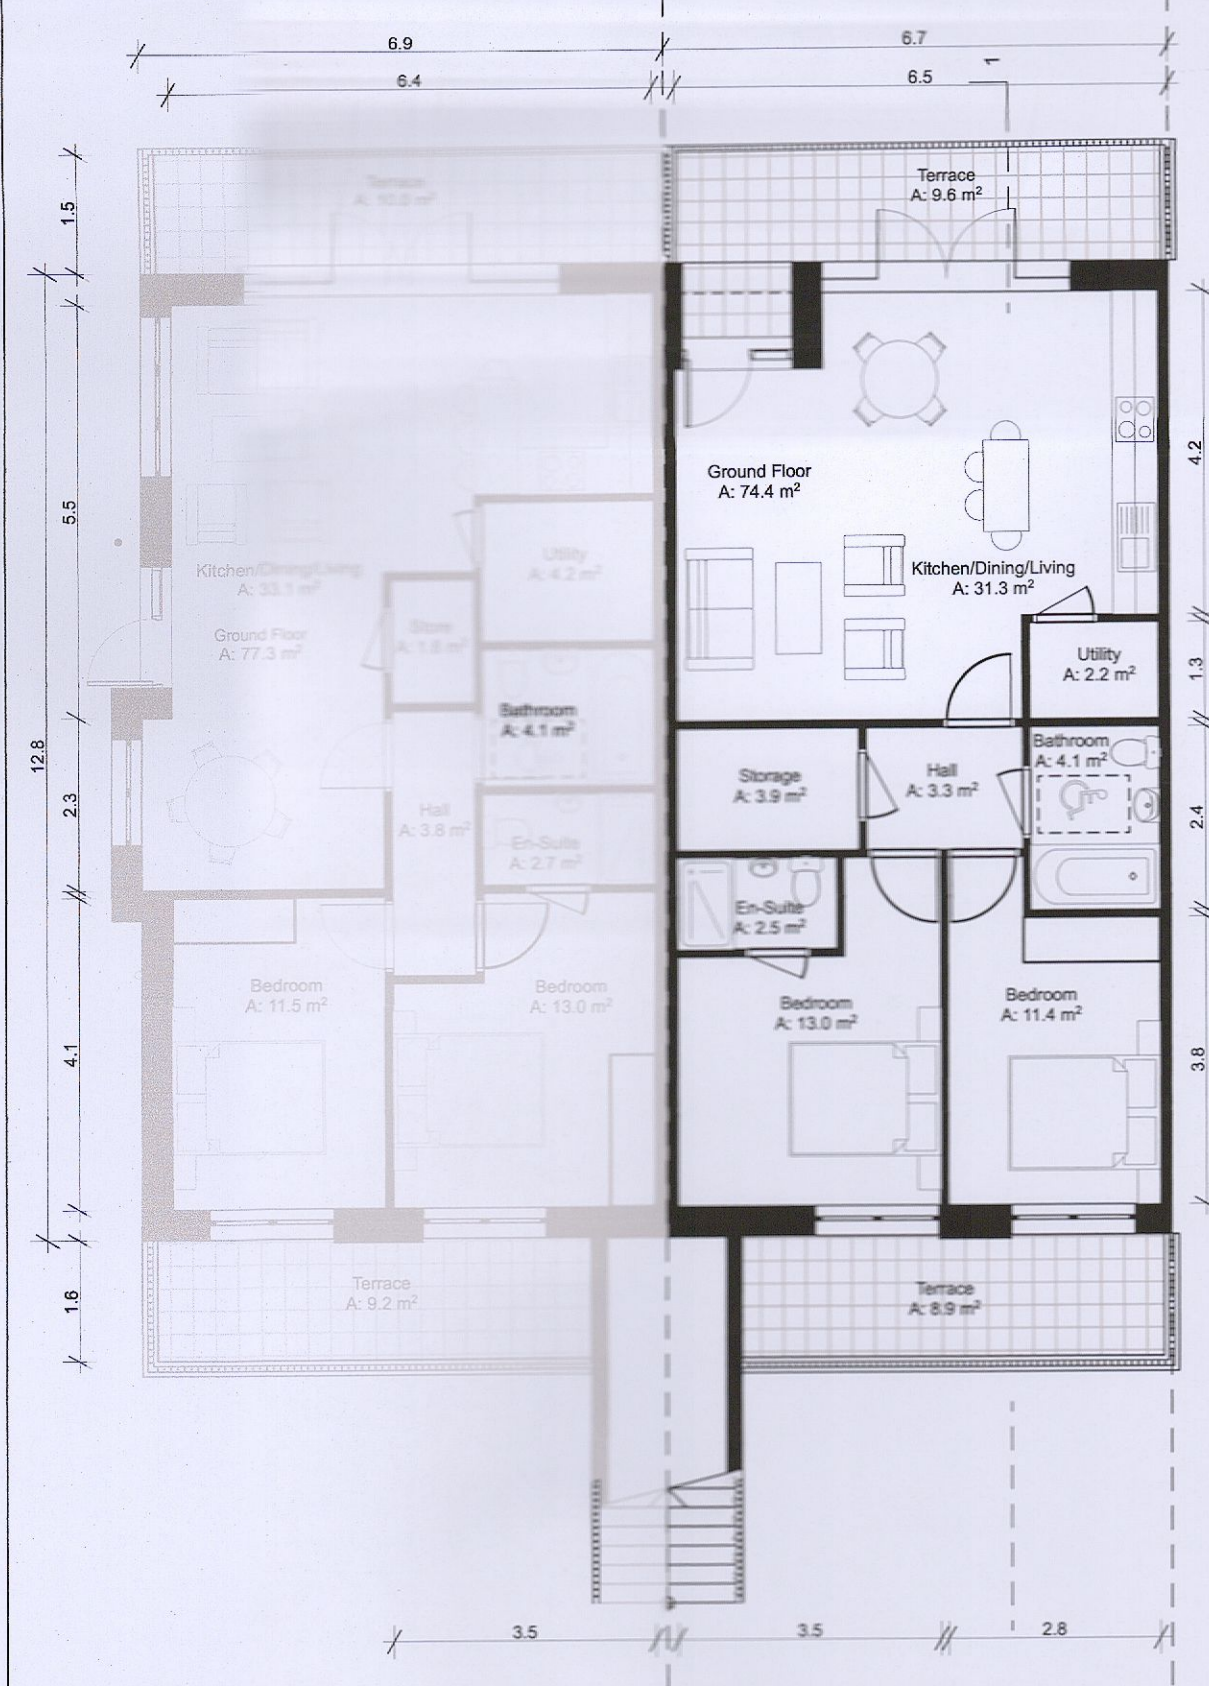 6.9
6.7
6.4
6.5
1
1.5
Terrace
A: 10.0 m²
Terrace
A: 9.6 m²
5.5
4.2
Ground Floor
A: 74.4 m²
Kitchen/Dining/Living
A: 33.1 m²
Utility
A: 4.2 m²
Kitchen/Dining/Living
A: 31.3 m²
Ground Floor
A: 77.3 m²
Store
A: 1.8 m²
Utility
A: 2.2 m²
1.3
Bathroom
A: 4.1 m²
12.8
2.3
Hall
A: 3.8 m²
En-Suite
A: 2.7 m²
Storage
A: 3.9 m²
Hall
A: 3.3 m²
Bathroom
A: 4.1 m²
2.4
En-Suite
A: 2.5 m²
Bedroom
A: 11.5 m²
Bedroom
A: 13.0 m²
Bedroom
A: 13.0 m²
Bedroom
A: 11.4 m²
4.1
3.8
1.6
Terrace
A: 9.2 m²
Terrace
A: 8.9 m²
3.5
3.5
2.8